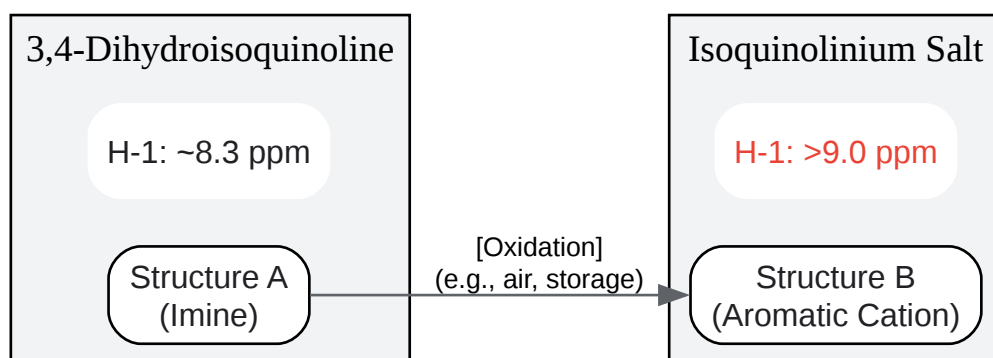 3,4-Dihydroisoquinoline
H-1: ~8.3 ppm
Structure A
(Imine)
[Oxidation]
(e.g., air, storage)
Isoquinolinium Salt
H-1: >9.0 ppm
Structure B
(Aromatic Cation)